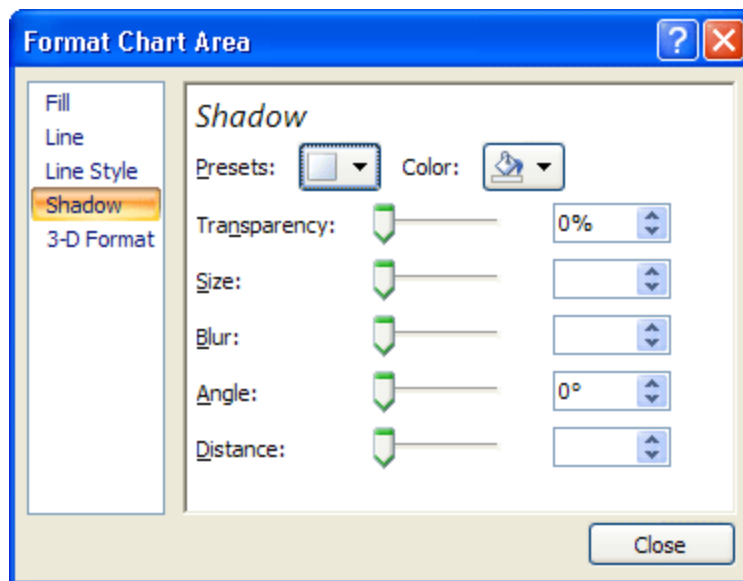 Format Chart Area
?
Fill
Line
Line Style
Shadow
3-D Format
Shadow
Presets: Color:
Transparency: 0%
Size:
Blur:
Angle: 0°
Distance:
Close